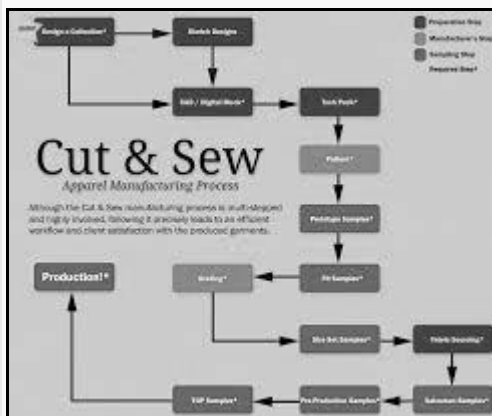 Design a Collection*
Sketch Designs
Preparation Step
Manufacturer's Step
Sampling Step
Required Step*
CAD / Digital Mock*
Tech Pack*
Cut & Sew
Apparel Manufacturing Process
Pattern*
Although the Cut & Sew manufacturing process is multi-stepped
and highly involved, following it precisely leads to an efficient
workflow and client satisfaction with the produced garments.
Prototype Samples*
Production!*
Grading*
Fit Samples*
Size Set Samples*
Fabric Sourcing*
TOP Samples*
Pre-Production Samples*
Salesman Samples*